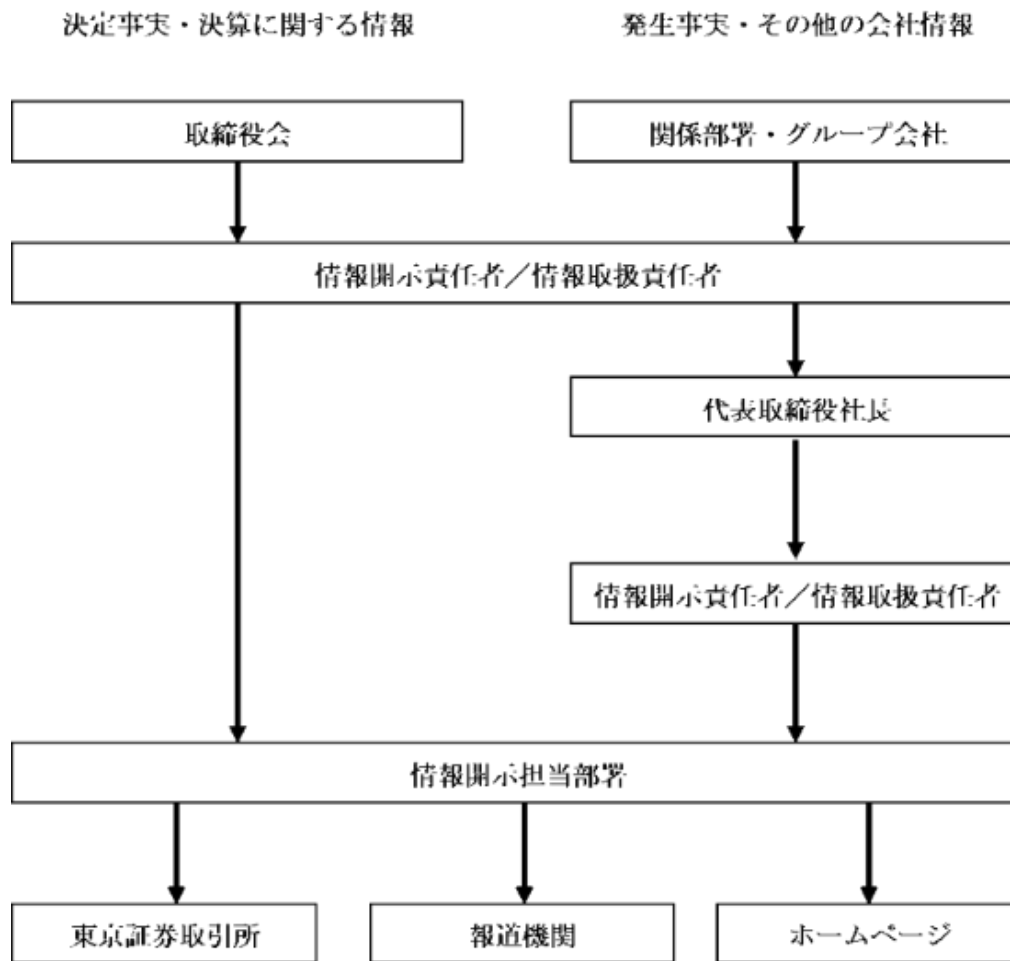 決定事実・決算に関する情報
発生事実・その他の会社情報
取締役会
関係部署・グループ会社
情報開示責任者／情報取扱責任者
代表取締役社長
情報開示責任者／情報取扱責任者
情報開示担当部署
東京証券取引所
報道機関
ホームページ